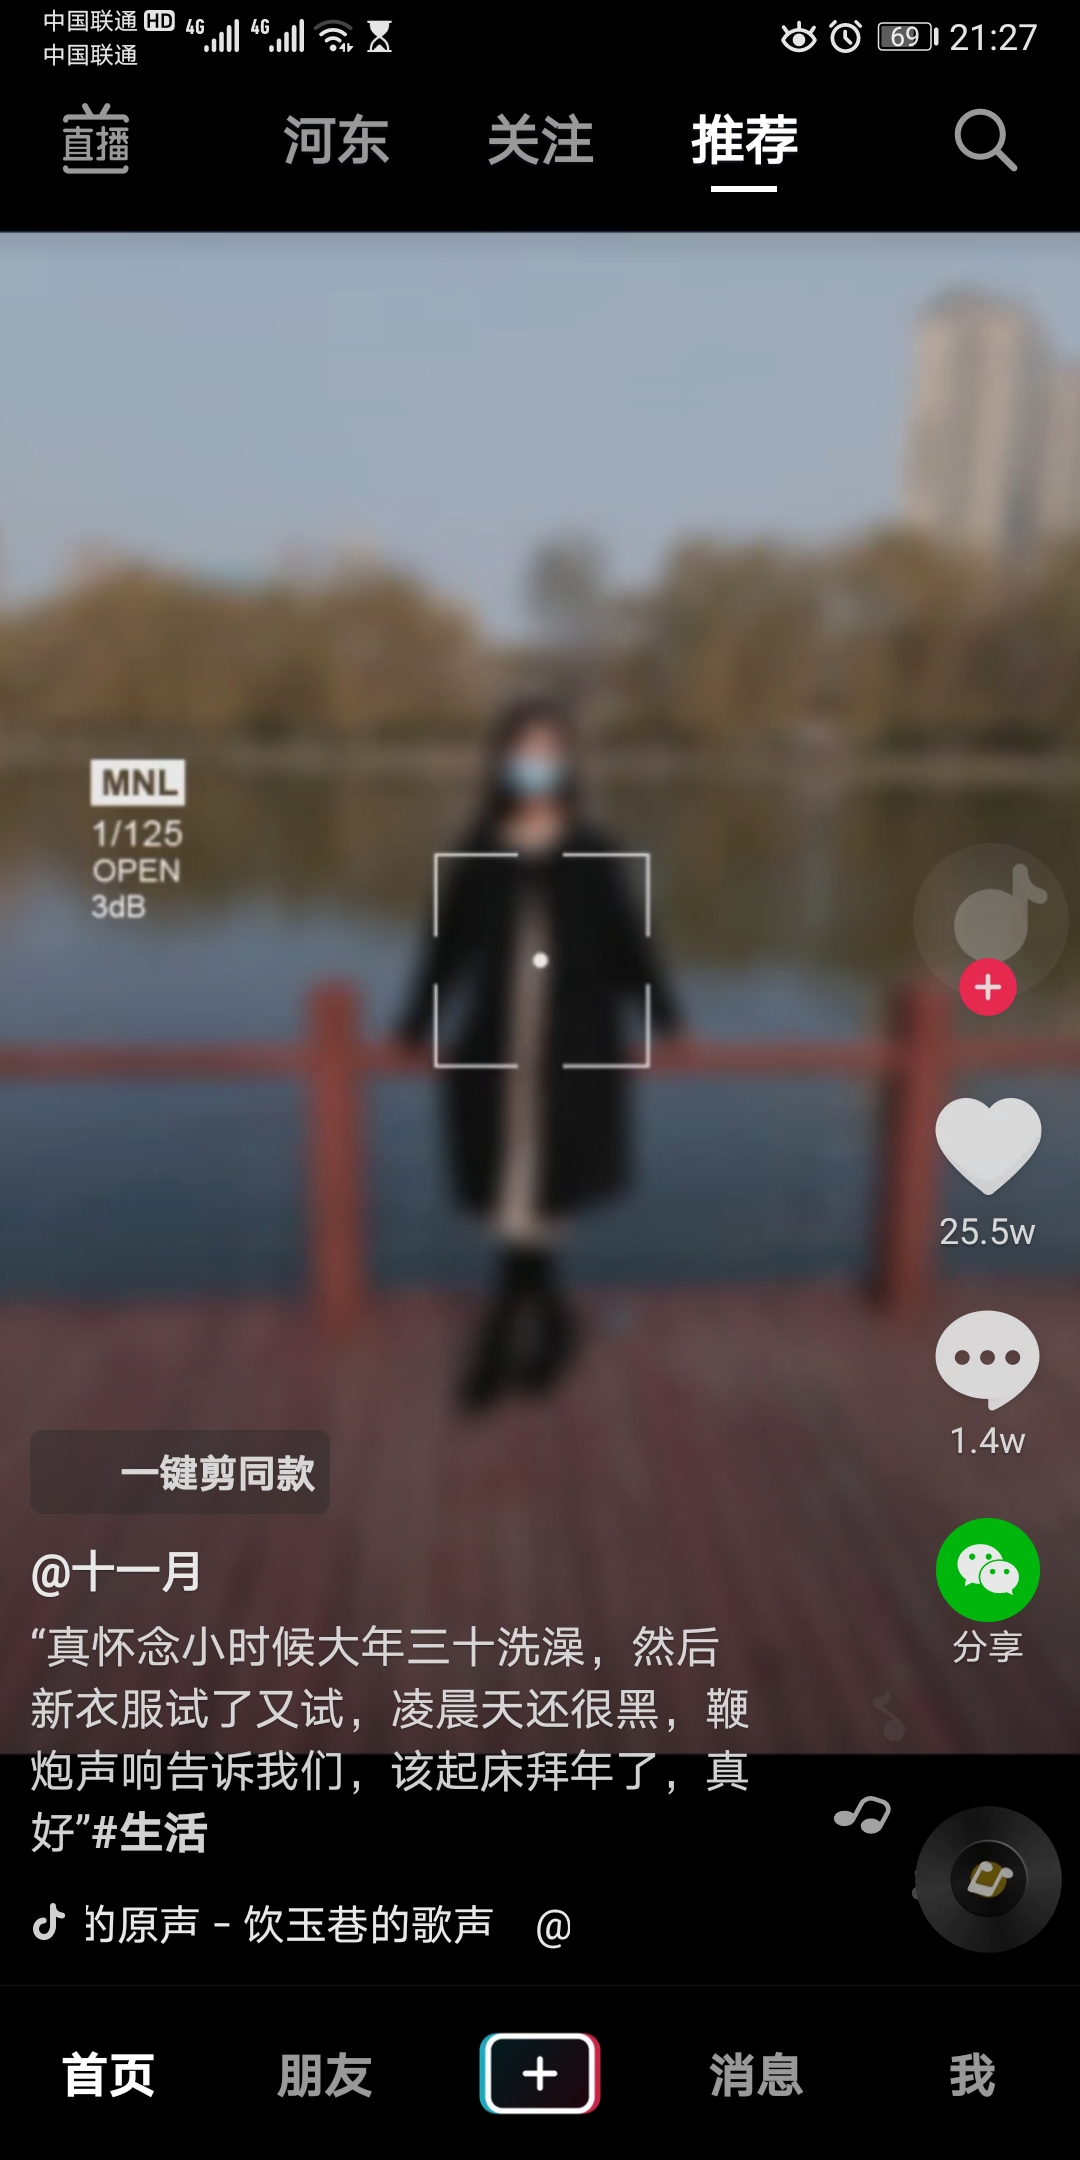 中国联通 HD 4G 4G 69 21:27
中国联通
直播 河东 关注 推荐
MNL
1/125
OPEN
3dB
25.5w
1.4w
一键剪同款
@十一月
分享
“真怀念小时候大年三十洗澡，然后
新衣服试了又试，凌晨天还很黑，鞭
炮声响告诉我们，该起床拜年了，真
好”#生活
的原声 - 饮玉巷的歌声 @
首页 朋友 消息 我